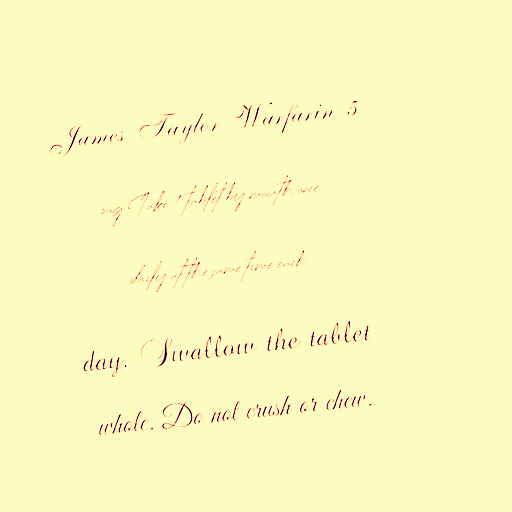 James Taylor Warfarin 5
mg Take 1 tablet by mouth once
daily at the same time each
day. Swallow the tablet
whole. Do not crush or chew.